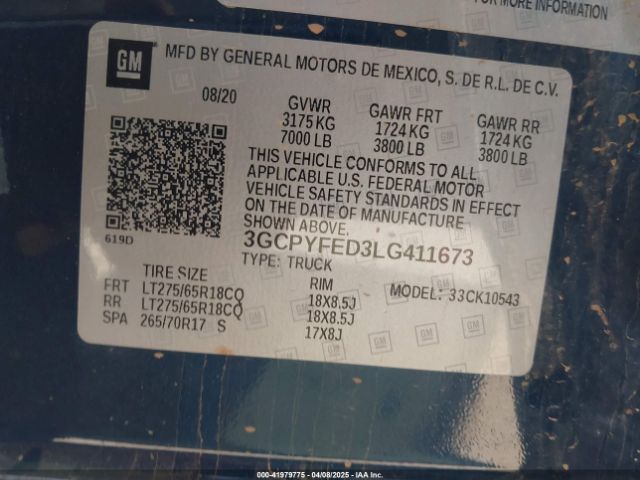 FOR MORE INFORMATION
GM
MFD BY GENERAL MOTORS DE MEXICO, S. DE R.L. DE C.V.
08/20 GVWR GAWR FRT GAWR RR
3175 KG 1724 KG 1724 KG
7000 LB 3800 LB 3800 LB
THIS VEHICLE CONFORMS TO ALL
APPLICABLE U.S. FEDERAL MOTOR
VEHICLE SAFETY STANDARDS IN EFFECT
ON THE DATE OF MANUFACTURE
SHOWN ABOVE.
619D
3GCPYFED3LG411673
TYPE: TRUCK
TIRE SIZE RIM MODEL: 33CK10543
FRT LT275/65R18CQ 18X8.5J
RR LT275/65R18CQ 18X8.5J
SPA 265/70R17 S 17X8J
000-41979775 - 04/08/2025 - IAAI.com